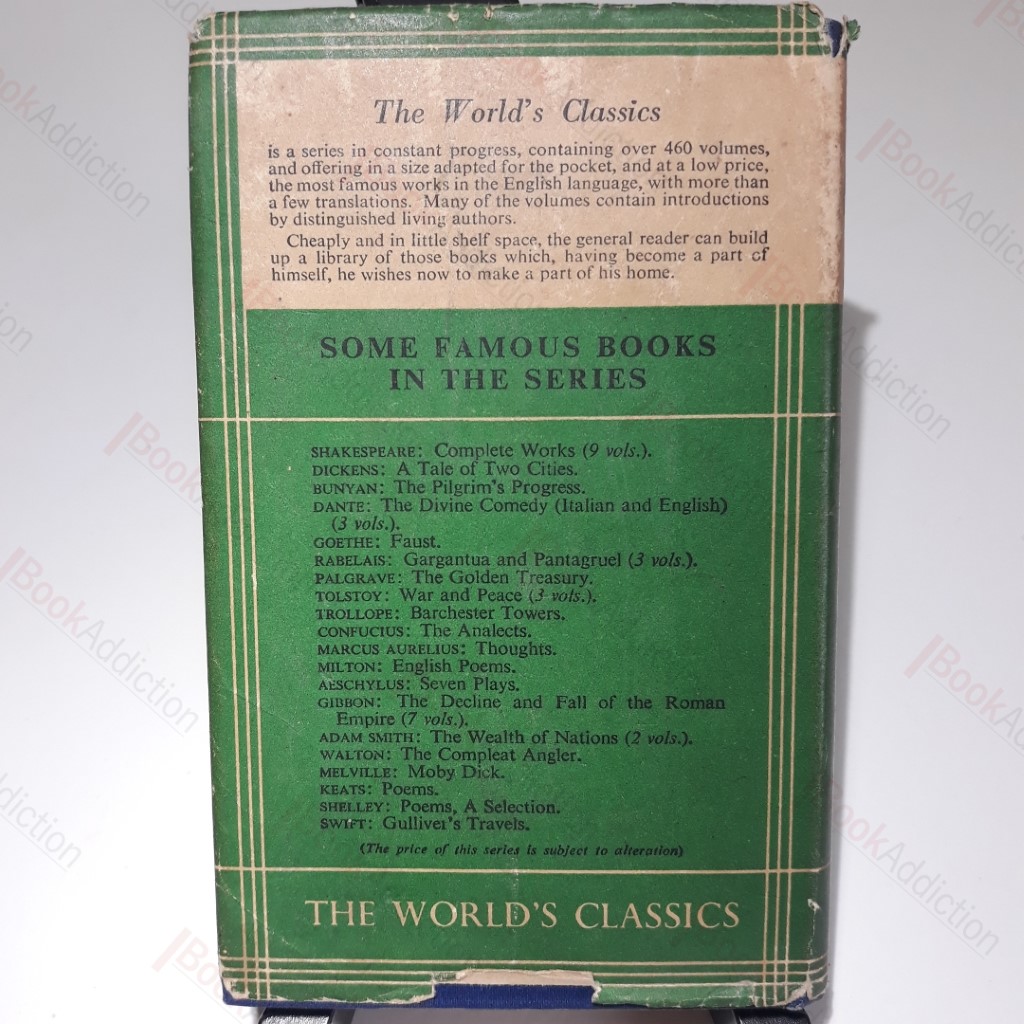 The World's Classics
is a series in constant progress, containing over 460 volumes,
and offering in a size adapted for the pocket, and at a low price,
the most famous works in the English language, with more than
a few translations. Many of the volumes contain introductions
by distinguished living authors.
Cheaply and in little shelf space, the general reader can build
up a library of those books which, having become a part of
himself, he wishes now to make a part of his home.
SOME FAMOUS BOOKS
IN THE SERIES
SHAKESPEARE: Complete Works (9 vols.).
DICKENS: A Tale of Two Cities.
BUNYAN: The Pilgrim's Progress.
DANTE: The Divine Comedy (Italian and English)
(3 vols.).
GOETHE: Faust.
RABELAIS: Gargantua and Pantagruel (3 vols.).
PALGRAVE: The Golden Treasury.
TOLSTOY: War and Peace (3 vols.).
TROLLOPE: Barchester Towers.
CONFUCIUS: The Analects.
MARCUS AURELIUS: Thoughts.
MILTON: English Poems.
AESCHYLUS: Seven Plays.
GIBBON: The Decline and Fall of the Roman
Empire (7 vols.).
ADAM SMITH: The Wealth of Nations (2 vols.).
WALTON: The Compleat Angler.
MELVILLE: Moby Dick.
KEATS: Poems.
SHELLEY: Poems, A Selection.
SWIFT: Gulliver's Travels.
(The price of this series is subject to alteration)
THE WORLD'S CLASSICS
BookAddiction